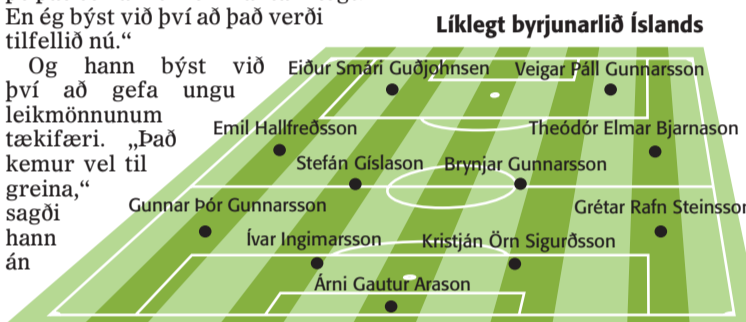 En ég býst við því að það verði
tilfellið nú.“
Og hann býst við
því að gefa ungu
leikmönnunum
tækifæri. „Það
kemur vel til
greina,“
sagði
hann
án
Líklegt byrjunarlið Íslands
Eiður Smári Guðjohnsen
Veigar Páll Gunnarsson
Emil Hallfreðsson
Theódór Elmar Bjarnason
Stefán Gíslason
Brynjar Gunnarsson
Gunnar Þór Gunnarsson
Grétar Rafn Steinsson
Ívar Ingimarsson
Kristján Örn Sigurðsson
Árni Gautur Arason